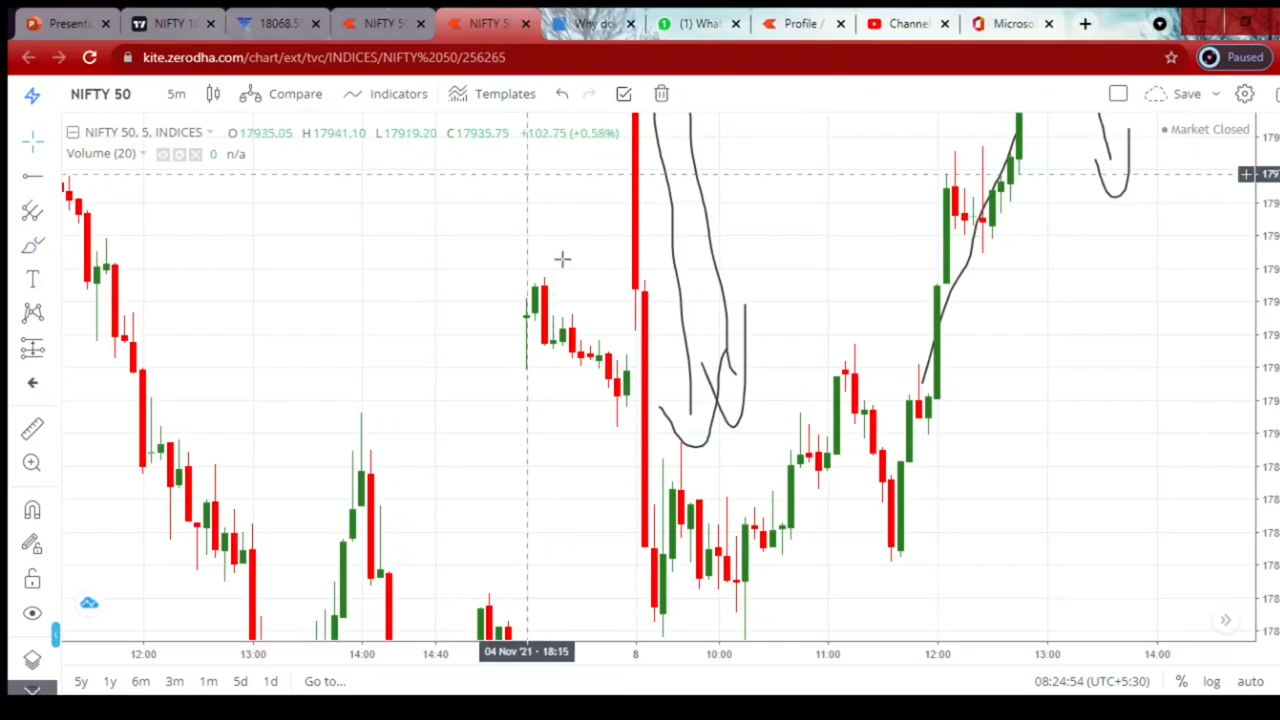 Presenta
NIFTY 18
18068.5
NIFTY 50
NIFTY 50
Why do
(1) What
Profile /
Channel
Microso
kite.zerodha.com/chart/ext/tvc/INDICES/NIFTY%2050/256265
Paused
NIFTY 50
5m
Compare
Indicators
Templates
Save
NIFTY 50, 5, INDICES
O17935.05 H17941.10 L17919.20 C17935.75 +102.75 (+0.58%)
Market Closed
Volume (20)
0 n/a
12:00 13:00 14:00 14:40 04 Nov '21 - 18:15 8 10:00 11:00 12:00 13:00 14:00
5y 1y 6m 3m 1m 5d 1d Go to...
08:24:54 (UTC+5:30) % log auto